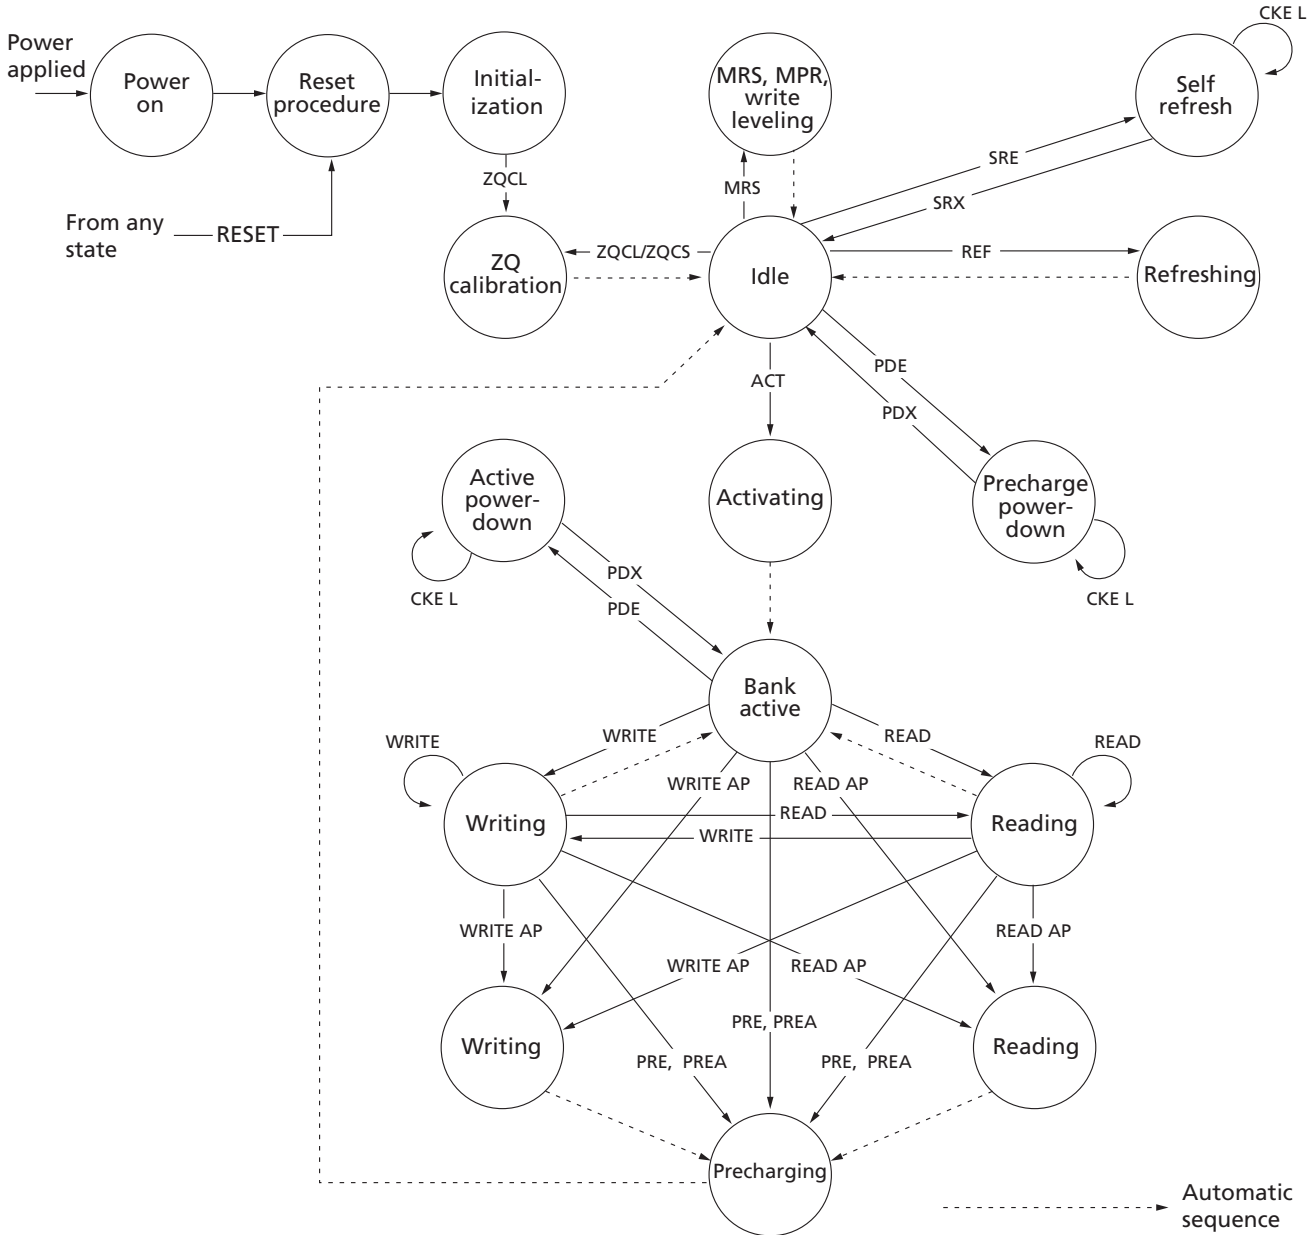 CKE L
Power
applied
Power
on
Reset
procedure
Initial-
ization
MRS, MPR,
write
leveling
Self
refresh
ZQCL
MRS
SRE
SRX
From any
state
RESET
ZQ
calibration
ZQCL/ZQCS
Idle
REF
Refreshing
PDE
PDX
ACT
Active
power-
down
Activating
Precharge
power-
down
CKE L
CKE L
PDX
PDE
Bank
active
WRITE
WRITE
READ
READ
WRITE AP
READ AP
Writing
READ
WRITE
Reading
WRITE AP
READ AP
WRITE AP
READ AP
Writing
PRE, PREA
Reading
PRE, PREA
PRE, PREA
Precharging
Automatic
sequence